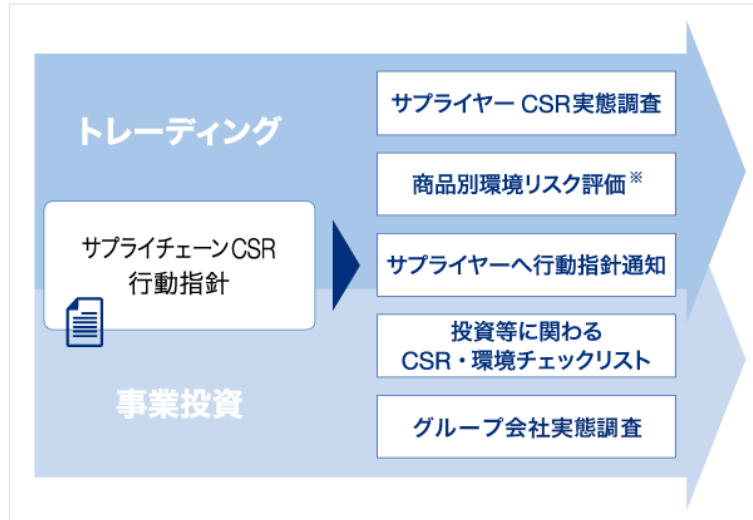 トレーディング
サプライチェーンCSR
行動指針
事業投資
サプライヤー CSR実態調査
商品別環境リスク評価※
サプライヤーへ行動指針通知
投資等に関わる
CSR・環境チェックリスト
グループ会社実態調査